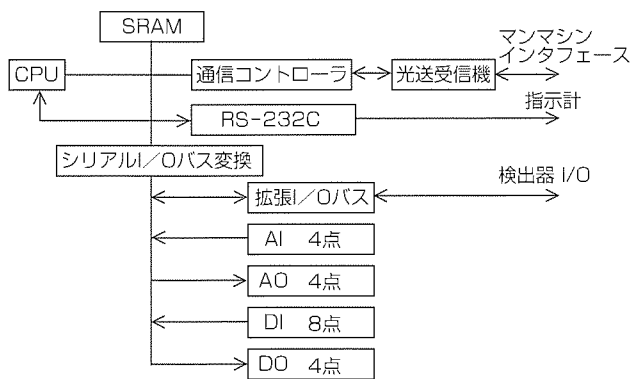 SRAM
マンマシン
インタフェース
CPU
通信コントローラ
光送受信機
指示計
RS-232C
シリアルI/Oバス変換
検出器 I/O
拡張I/Oバス
AI 4点
AO 4点
DI 8点
DO 4点